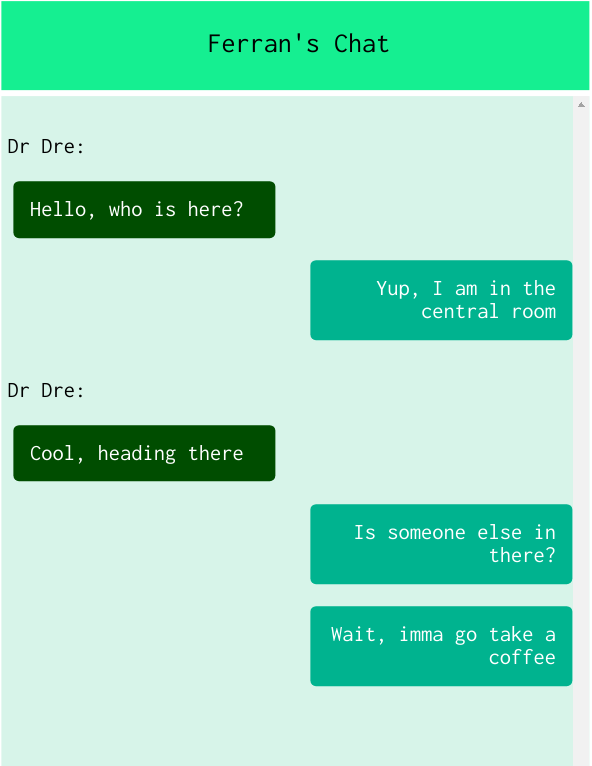 Ferran's Chat
Dr Dre:
Hello, who is here?
Yup, I am in the
central room
Dr Dre:
Cool, heading there
Is someone else in
there?
Wait, imma go take a
coffee